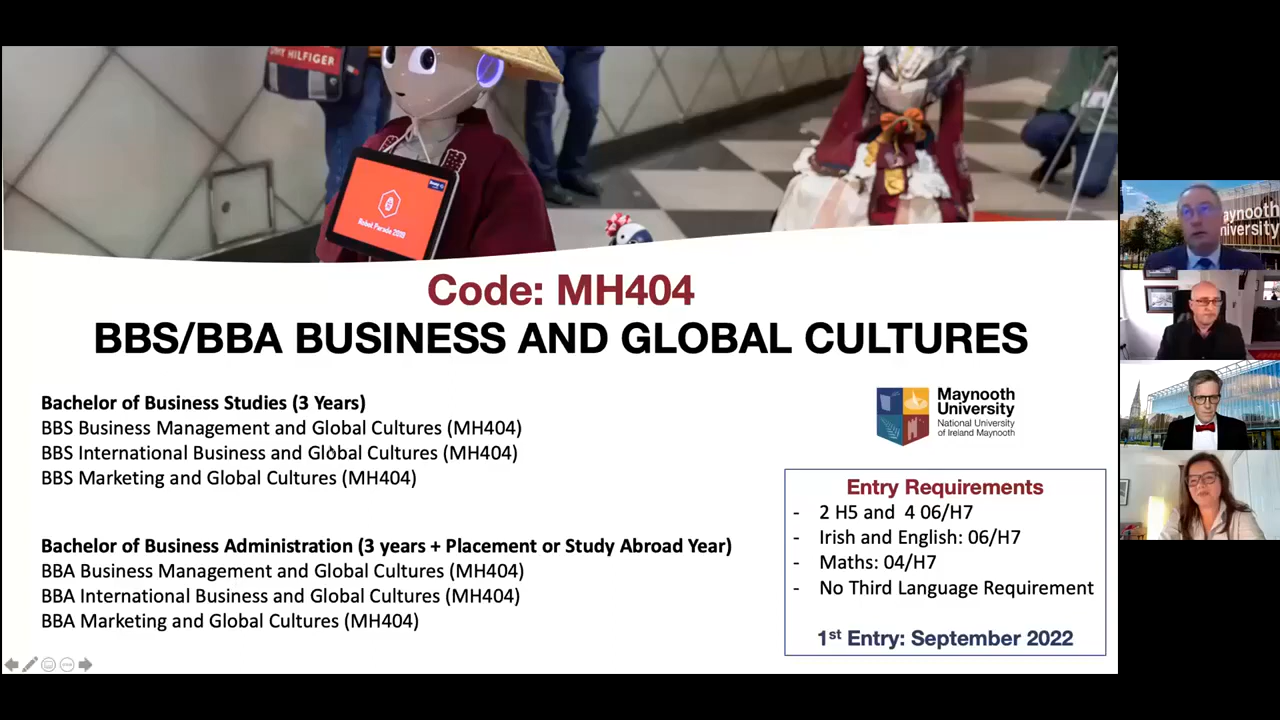 TOMMY HILFIGER
Robot Parade 2018
Code: MH404
BBS/BBA BUSINESS AND GLOBAL CULTURES
Bachelor of Business Studies (3 Years)
BBS Business Management and Global Cultures (MH404)
BBS International Business and Global Cultures (MH404)
BBS Marketing and Global Cultures (MH404)
Bachelor of Business Administration (3 years + Placement or Study Abroad Year)
BBA Business Management and Global Cultures (MH404)
BBA International Business and Global Cultures (MH404)
BBA Marketing and Global Cultures (MH404)
Maynooth
University
National University
of Ireland Maynooth
Entry Requirements
- 2 H5 and 4 06/H7
- Irish and English: 06/H7
- Maths: 04/H7
- No Third Language Requirement
1st Entry: September 2022
aynooth
niversity